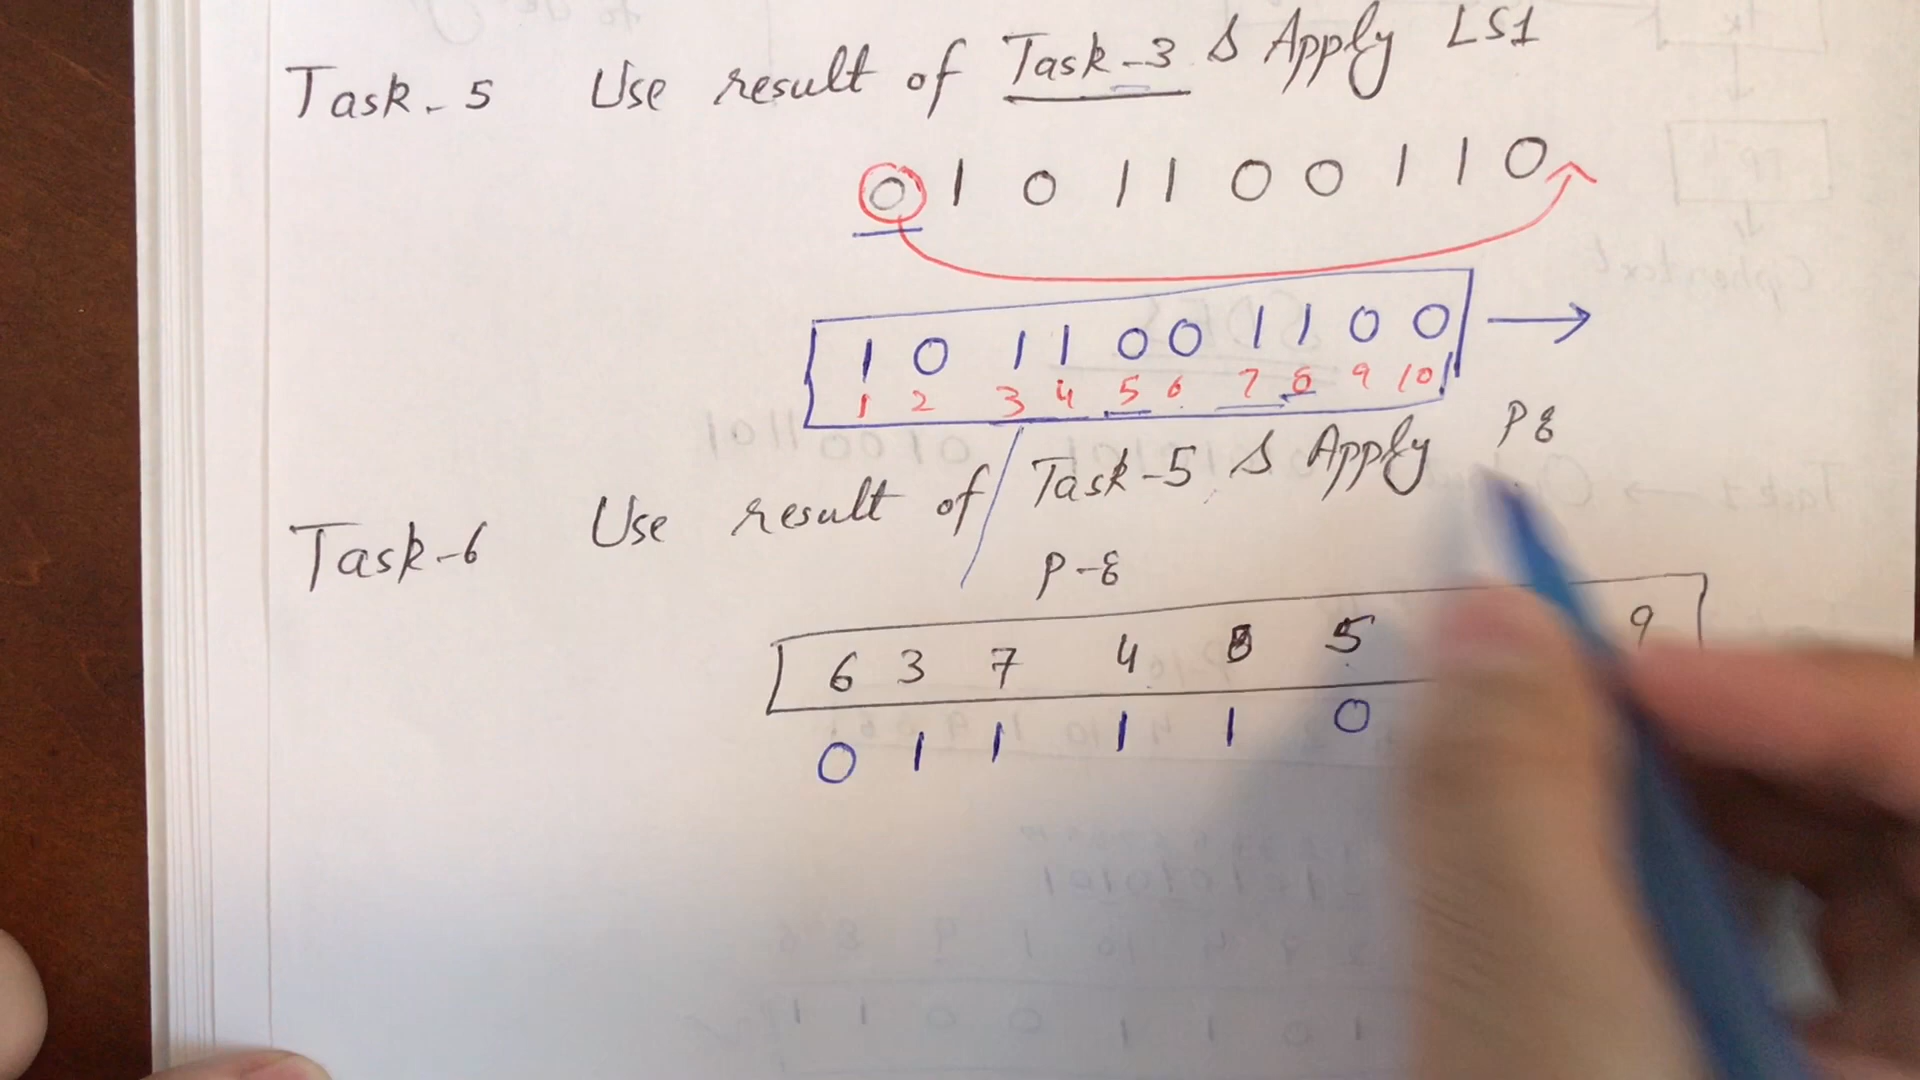 Task-5 Use result of Task-3 & Apply LS1
0 1 0 1 1 0 0 1 1 0
1 0 1 1 0 0 1 1 0 0
1 2 3 4 5 6 7 8 9 10
Task-6 Use result of Task-5 & Apply P8
P-8
6 3 7 4 8 5 9
0 1 1 1 1 0